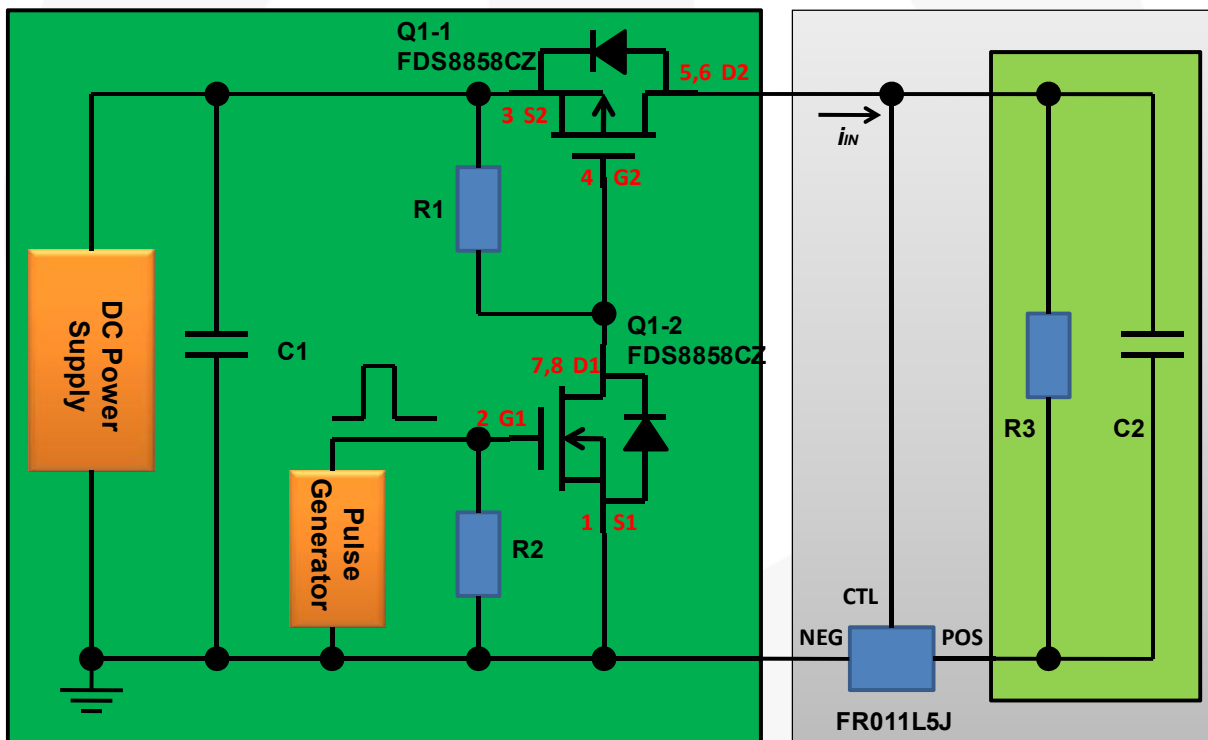 Q1-1
FDS8858CZ
5,6 D2
3 S2
iIN
4 G2
R1
DC Power
Supply
C1
Q1-2
FDS8858CZ
7,8 D1
2 G1
R3
C2
Pulse
Generator
R2
1 S1
CTL
NEG
POS
FR011L5J